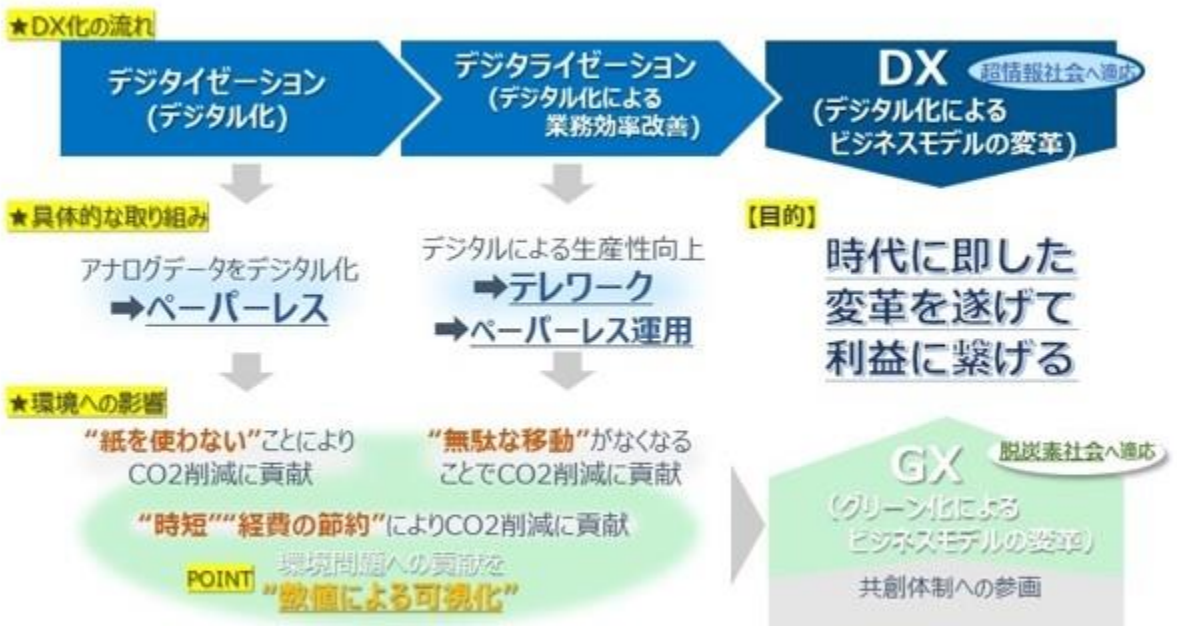 ★DX化の流れ
デジタイゼーション
(デジタル化)
デジタライゼーション
(デジタル化による
業務効率改善)
DX
超情報社会へ適応
(デジタル化による
ビジネスモデルの変革)
★具体的な取り組み
アナログデータをデジタル化
➡ペーパーレス
デジタルによる生産性向上
➡テレワーク
➡ペーパーレス運用
【目的】
時代に即した
変革を遂げて
利益に繋げる
★環境への影響
“紙を使わない”ことにより
CO2削減に貢献
“無駄な移動”がなくなる
ことでCO2削減に貢献
“時短”“経費の節約”によりCO2削減に貢献
環境問題への貢献を
POINT “数値による可視化”
GX
脱炭素社会へ適応
(グリーン化による
ビジネスモデルの変革)
共創体制への参画